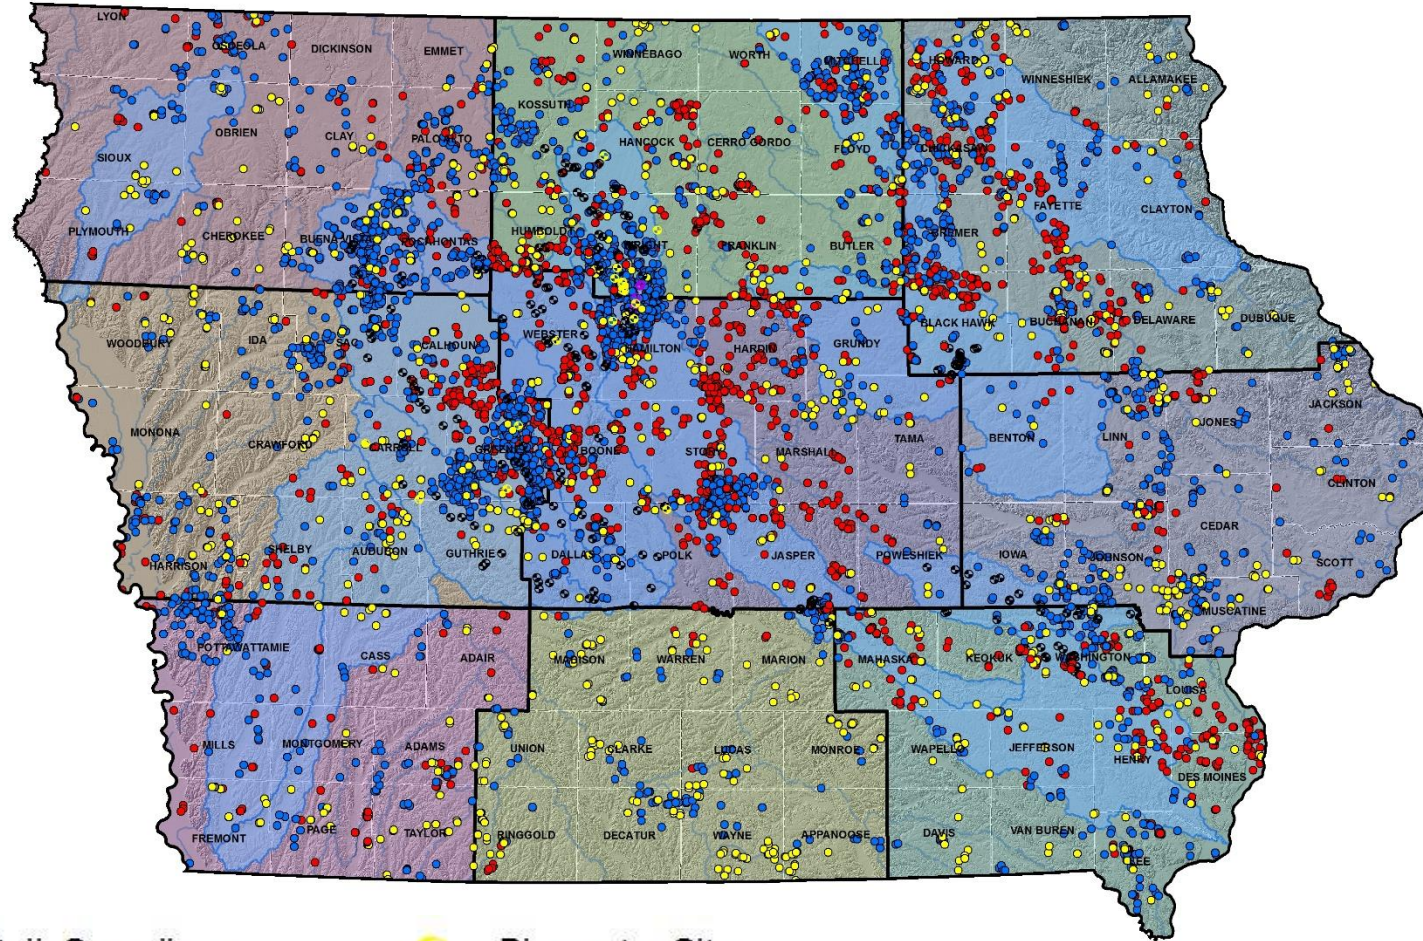 LYON
OSCEOLA
DICKINSON
EMMET
WINNEBAGO
WORTH
MITCHELL
HOWARD
WINNESHIEK
ALLAMAKEE
KOSSUTH
OBRIEN
CLAY
PALO ALTO
HANCOCK
CERRO GORDO
FLOYD
CHICKASAW
SIOUX
FAYETTE
CLAYTON
PLYMOUTH
CHEROKEE
BUENA VISTA
POCAHONTAS
HUMBOLDT
WRIGHT
FRANKLIN
BUTLER
BREMER
WOODBURY
IDA
SAC
CALHOUN
WEBSTER
HAMILTON
HARDIN
GRUNDY
BLACK HAWK
BUCHANAN
DELAWARE
DUBUQUE
MONONA
CRAWFORD
CARROLL
GREENE
BOONE
STORY
MARSHALL
TAMA
BENTON
LINN
JONES
JACKSON
CLINTON
CEDAR
HARRISON
SHELBY
AUDUBON
GUTHRIE
DALLAS
POLK
JASPER
POWESHIEK
IOWA
JOHNSON
SCOTT
MUSCATINE
POTTAWATTAMIE
CASS
ADAIR
MADISON
WARREN
MARION
MAHASKA
KEOKUK
WASHINGTON
LOUISA
MILLS
MONTGOMERY
ADAMS
UNION
CLARKE
LUCAS
MONROE
WAPELLO
JEFFERSON
HENRY
DES MOINES
FREMONT
PAGE
TAYLOR
RINGGOLD
DECATUR
WAYNE
APPANOOSE
DAVIS
VAN BUREN
LEE